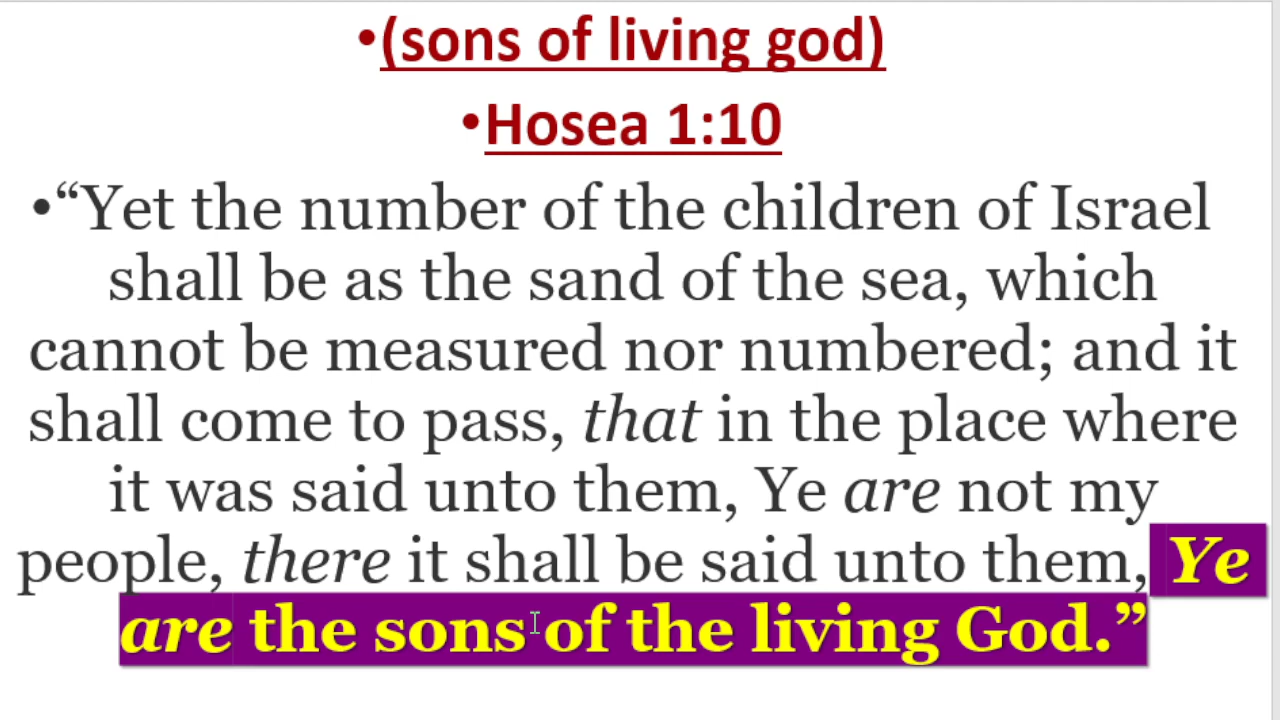 •(sons of living god)
•Hosea 1:10
•“Yet the number of the children of Israel
shall be as the sand of the sea, which
cannot be measured nor numbered; and it
shall come to pass, that in the place where
it was said unto them, Ye are not my
people, there it shall be said unto them, Ye
are the sons of the living God.”